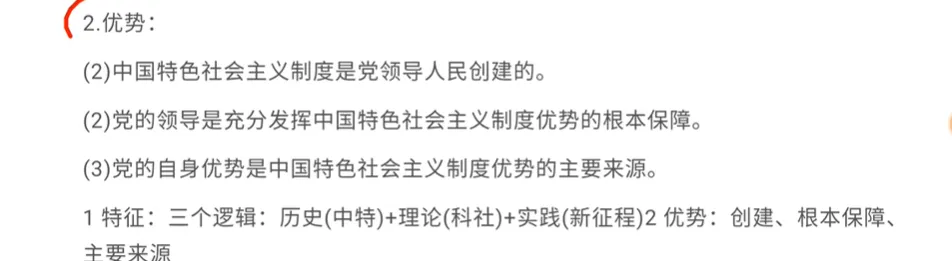 2.优势：
(2)中国特色社会主义制度是党领导人民创建的。
(2)党的领导是充分发挥中国特色社会主义制度优势的根本保障。
(3)党的自身优势是中国特色社会主义制度优势的主要来源。
1 特征：三个逻辑：历史(中特)+理论(科社)+实践(新征程)2 优势：创建、根本保障、
主要来源